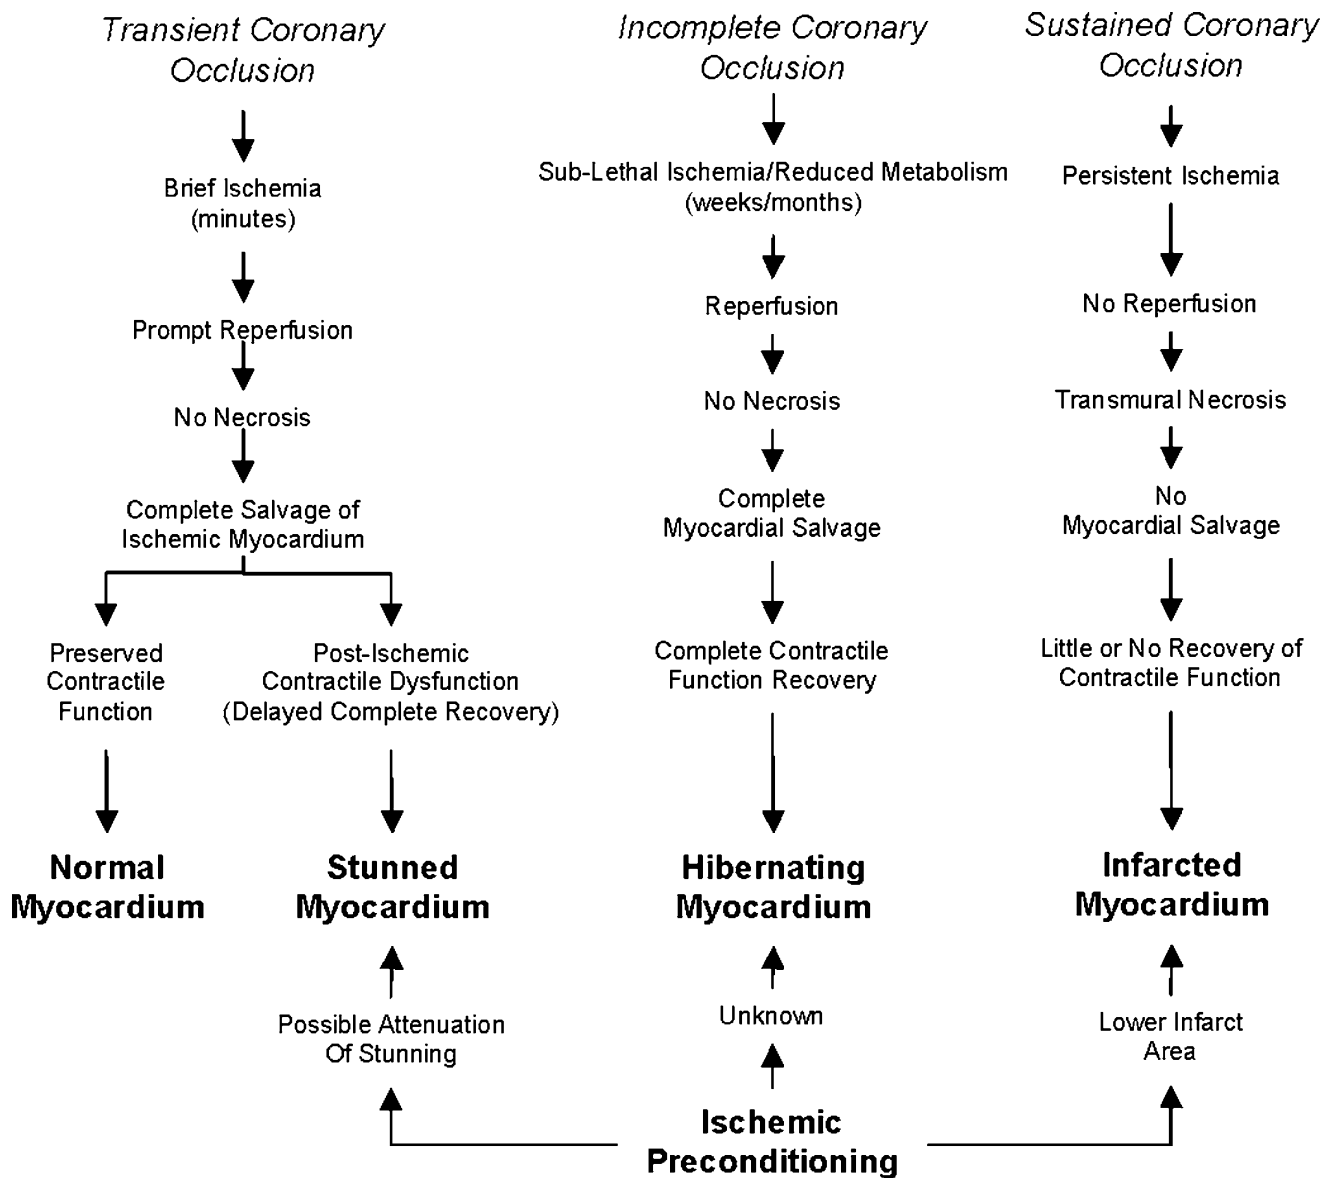 Transient Coronary
Occlusion
Brief Ischemia
(minutes)
Prompt Reperfusion
No Necrosis
Complete Salvage of
Ischemic Myocardium
Preserved
Contractile
Function
Post-Ischemic
Contractile Dysfunction
(Delayed Complete Recovery)
Normal
Myocardium
Stunned
Myocardium
Incomplete Coronary
Occlusion
Sub-Lethal Ischemia/Reduced Metabolism
(weeks/months)
Reperfusion
No Necrosis
Complete
Myocardial Salvage
Complete Contractile
Function Recovery
Hibernating
Myocardium
Sustained Coronary
Occlusion
Persistent Ischemia
No Reperfusion
Transmural Necrosis
No
Myocardial Salvage
Little or No Recovery of
Contractile Function
Infarcted
Myocardium
Possible Attenuation
Of Stunning
Unknown
Lower Infarct
Area
Ischemic
Preconditioning